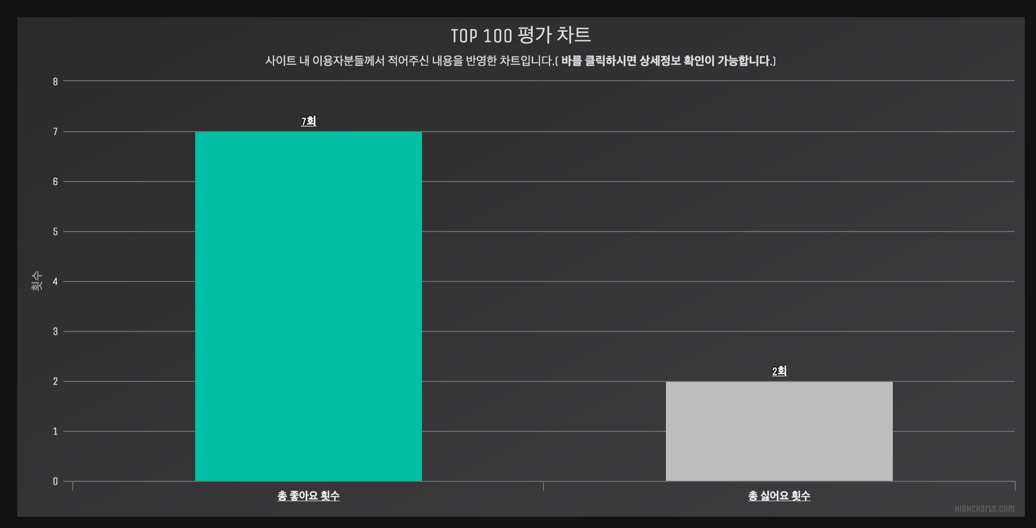 TOP 100 평가 차트
사이트 내 이용자분들께서 적어주신 내용을 반영한 차트입니다.( 바를 클릭하시면 상세정보 확인이 가능합니다.)
8
7
6
5
4
3
2
1
0
횟수
7회
2회
총 좋아요 횟수
총 싫어요 횟수
Highcharts.com